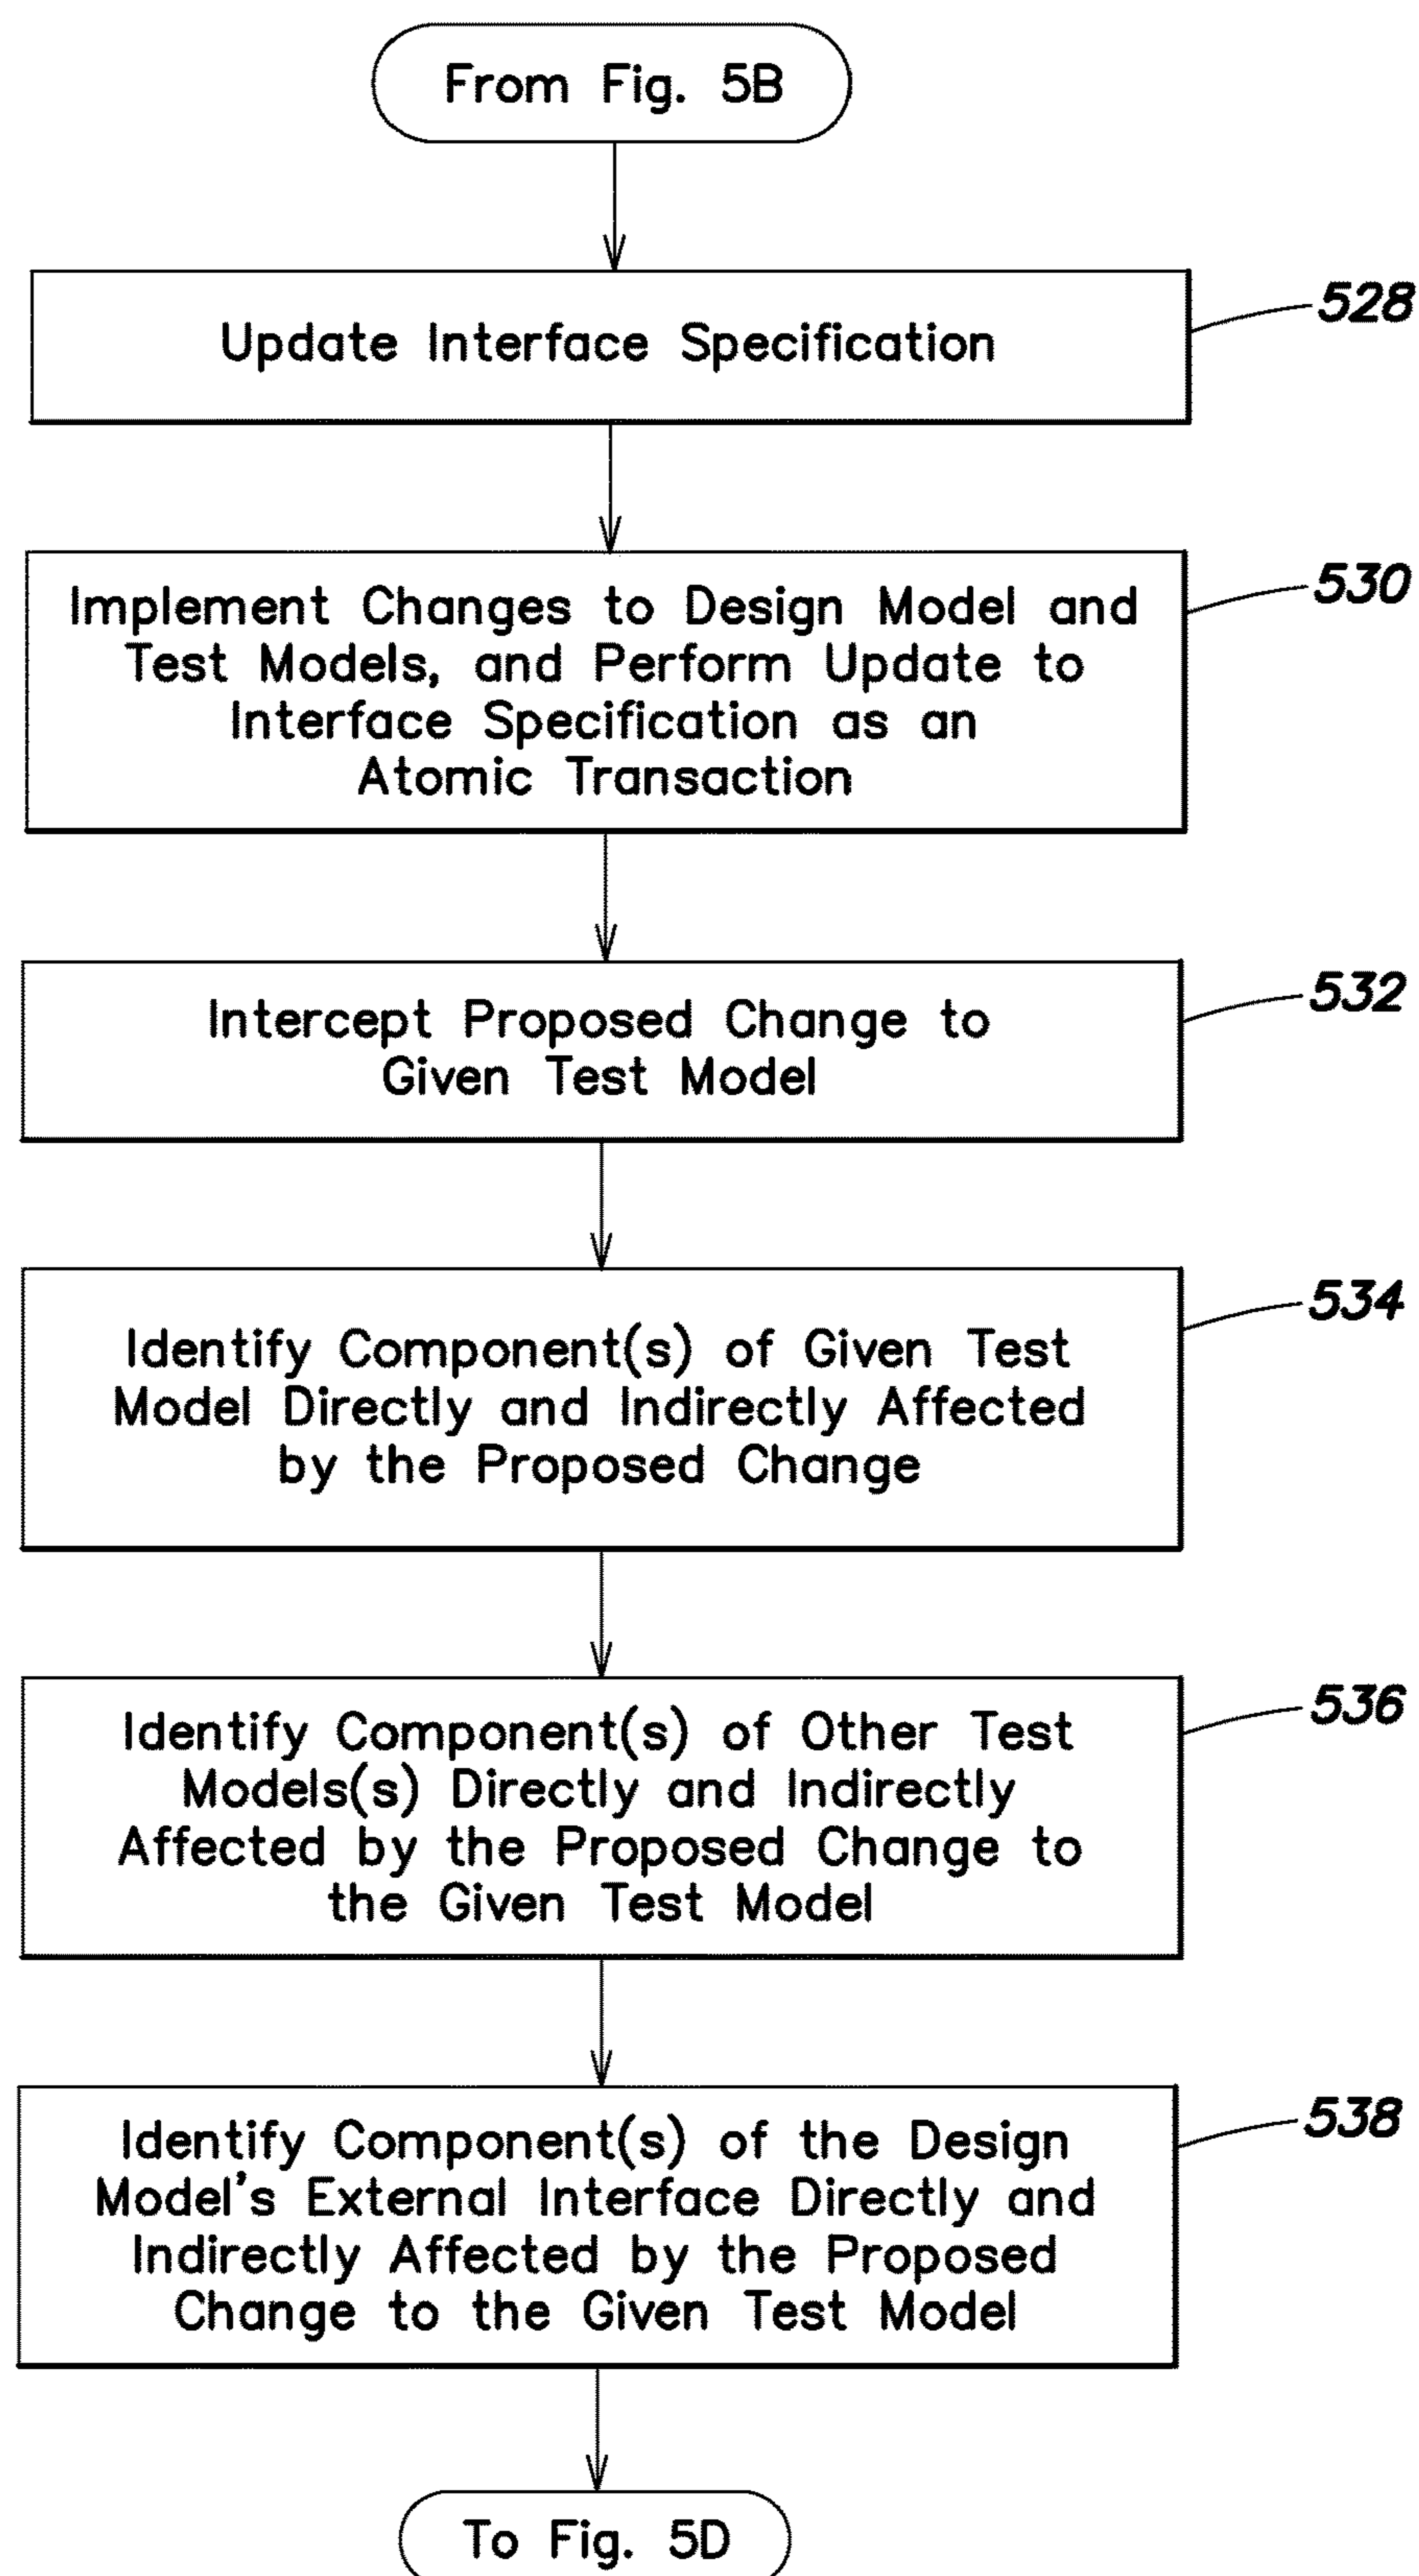 From Fig. 5B
Update Interface Specification
528
Implement Changes to Design Model and
Test Models, and Perform Update to
Interface Specification as an
Atomic Transaction
530
Intercept Proposed Change to
Given Test Model
532
Identify Component(s) of Given Test
Model Directly and Indirectly Affected
by the Proposed Change
534
Identify Component(s) of Other Test
Models(s) Directly and Indirectly
Affected by the Proposed Change to
the Given Test Model
536
Identify Component(s) of the Design
Model's External Interface Directly and
Indirectly Affected by the Proposed
Change to the Given Test Model
538
To Fig. 5D